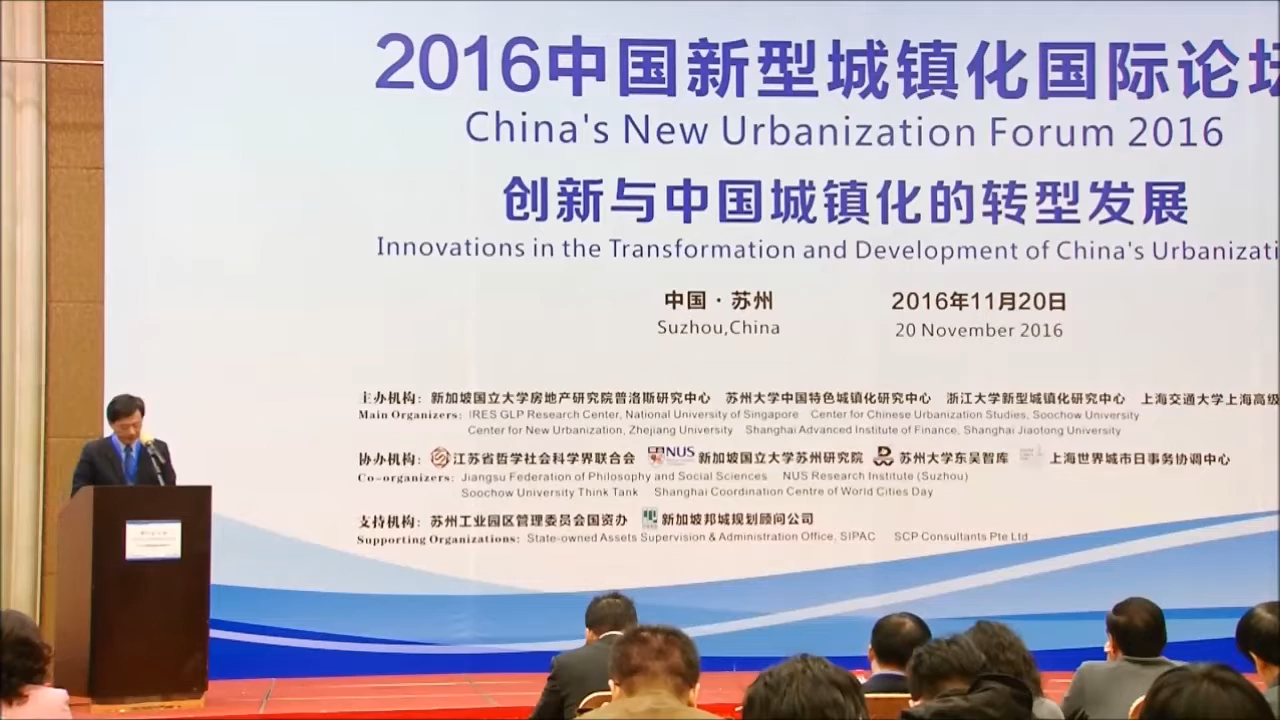 2016中国新型城镇化国际论坛
China's New Urbanization Forum 2016
创新与中国城镇化的转型发展
Innovations in the Transformation and Development of China's Urbanizati
中国 · 苏州 2016年11月20日
Suzhou,China 20 November 2016
主办机构: 新加坡国立大学房地产研究院普洛斯研究中心 苏州大学中国特色城镇化研究中心 浙江大学新型城镇化研究中心 上海交通大学上海高级
Main Organizers: IRES GLP Research Center, National University of Singapore Center for Chinese Urbanization Studies, Soochow University
Center for New Urbanization, Zhejiang University Shanghai Advanced Institute of Finance, Shanghai Jiaotong University
协办机构: 江苏省哲学社会科学界联合会 NUS 新加坡国立大学苏州研究院 苏州大学东吴智库 上海世界城市日事务协调中心
Co-organizers: Jiangsu Federation of Philosophy and Social Sciences NUS Research Institute (Suzhou)
Soochow University Think Tank Shanghai Coordination Centre of World Cities Day
支持机构: 苏州工业园区管理委员会国资办 新加坡邦城规划顾问公司
Supporting Organizations: State-owned Assets Supervision & Administration Office, SIPAC SCP Consultants Pte Ltd